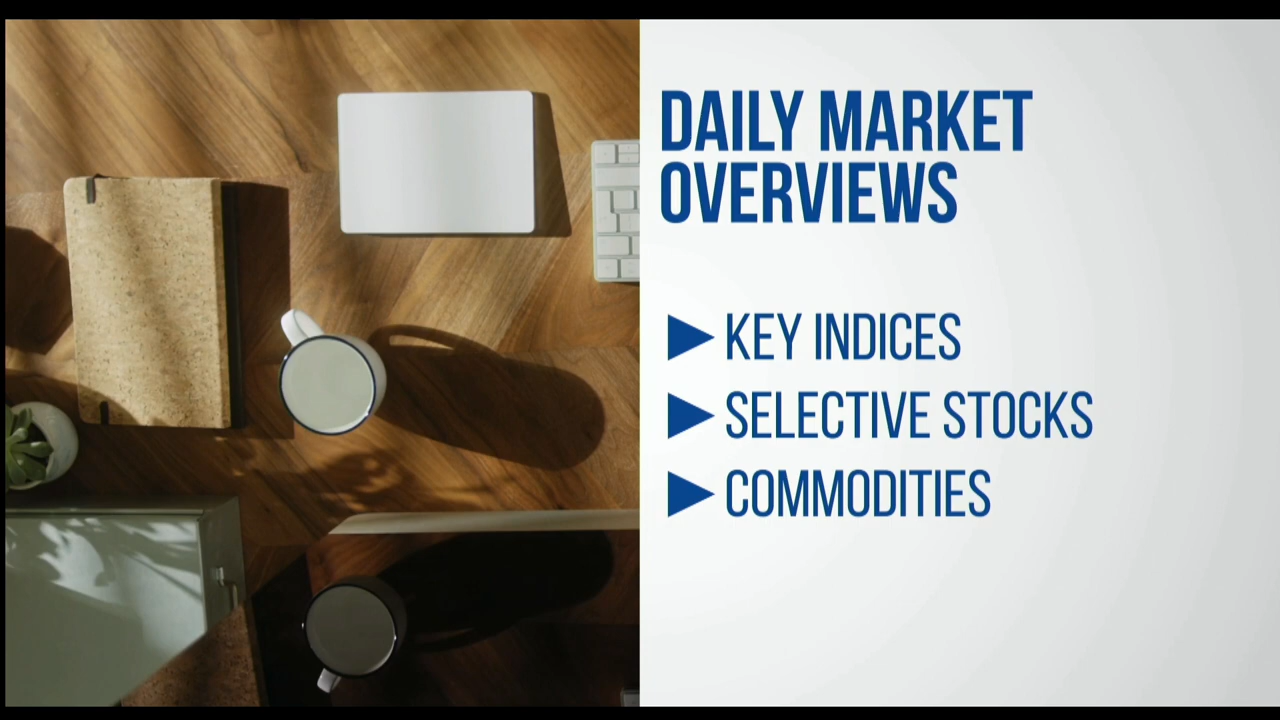 DAILY MARKET
OVERVIEWS
KEY INDICES
SELECTIVE STOCKS
COMMODITIES